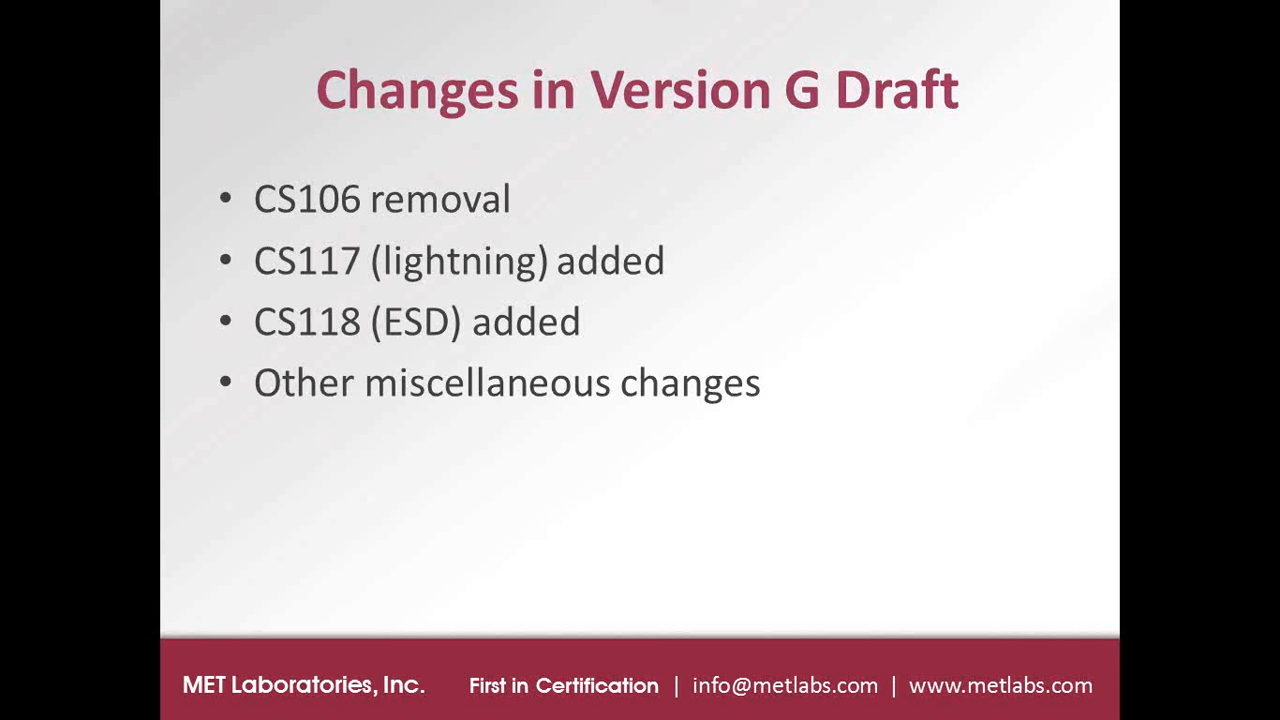 Changes in Version G Draft
• CS106 removal
• CS117 (lightning) added
• CS118 (ESD) added
• Other miscellaneous changes
MET Laboratories, Inc. First in Certification | info@metlabs.com | www.metlabs.com